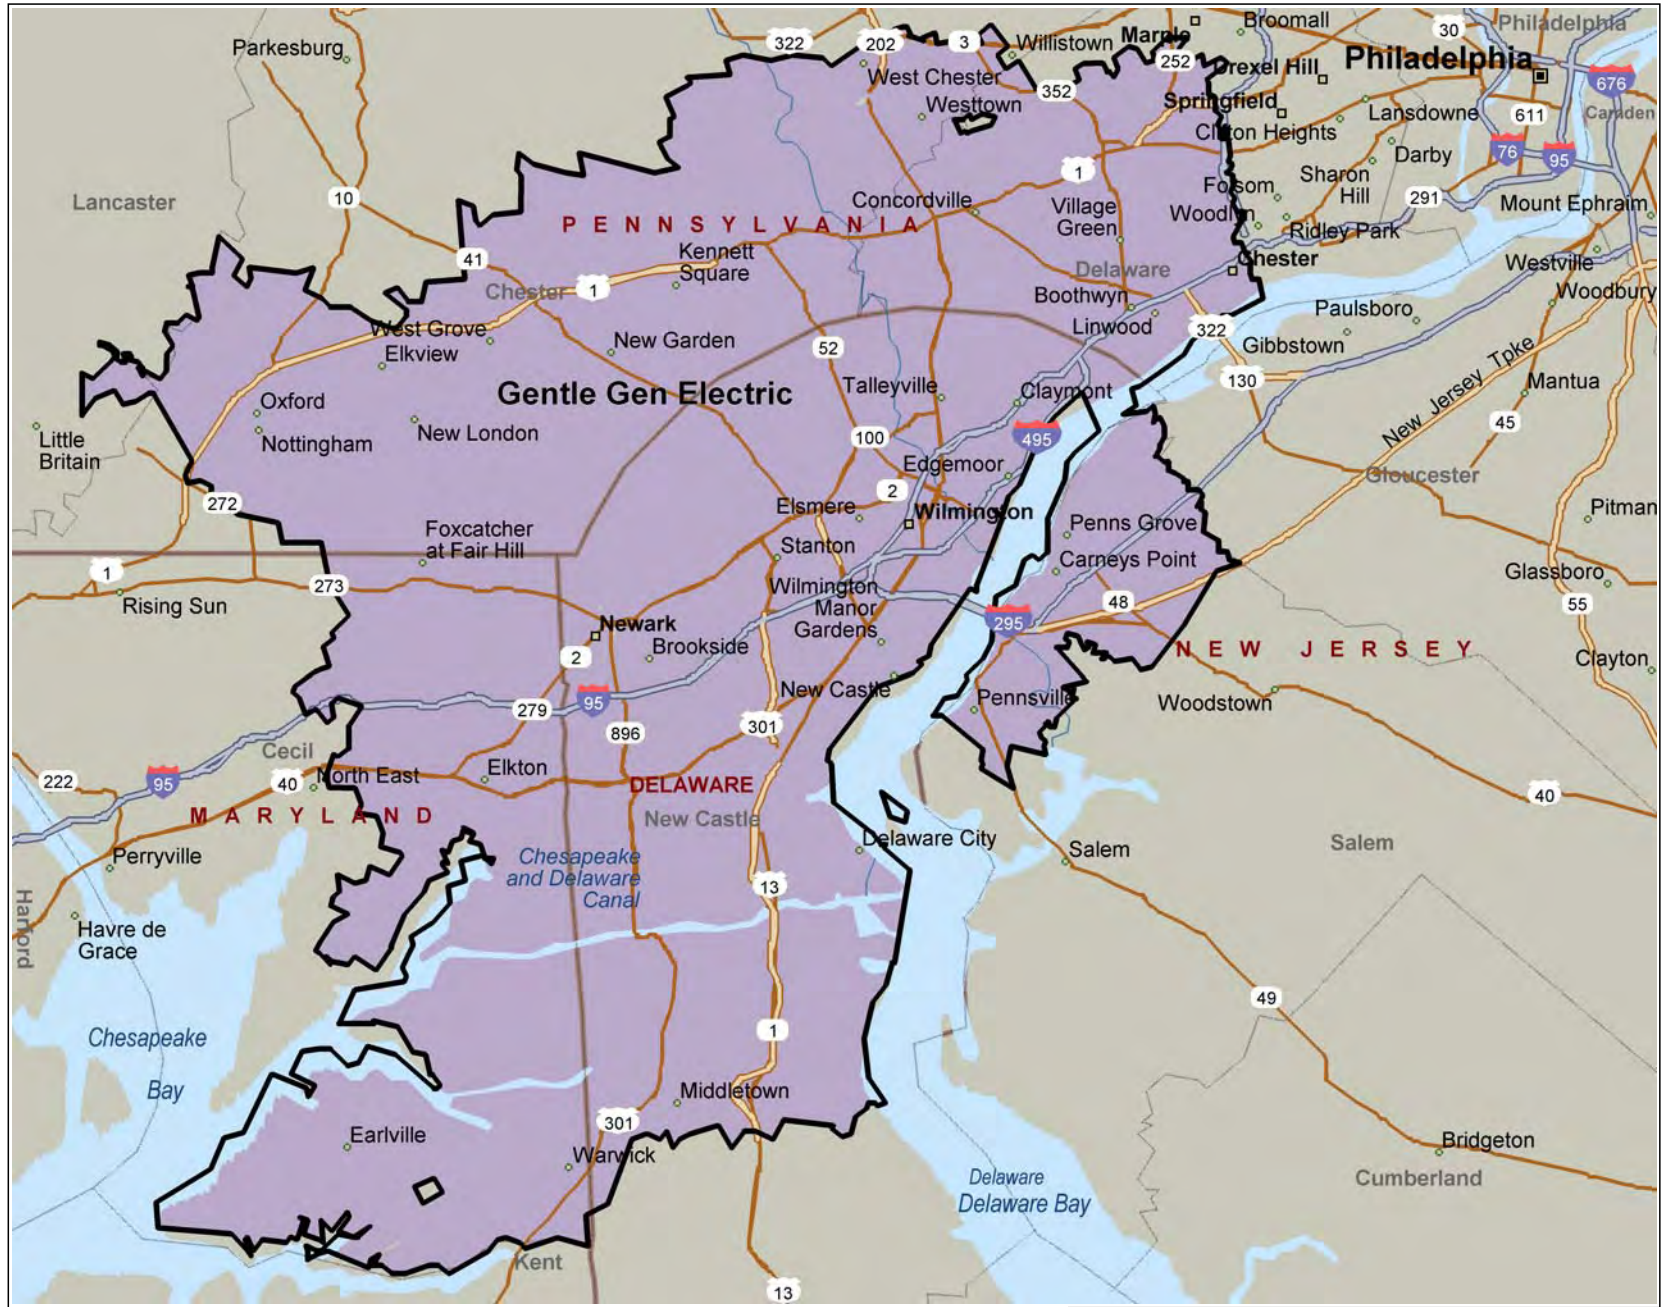 Parkesburg
322
202
3
Willistown
Marple
Broomall
30
Philadelphia
252
Drexel Hill
Philadelphia
676
West Chester
Westtown
352
Springfield
Clifton Heights
Lansdowne
611
Camden
76
95
Darby
1
Sharon
Hill
Folsom
291
Lancaster
10
Concordville
Village
Green
Woodlyn
Mount Ephraim
PENNSYLVANIA
Ridley Park
Kennett
Square
41
Chester
1
Delaware
Chester
Westville
Boothwyn
Woodbury
Paulsboro
West Grove
Linwood
322
Gibbstown
New Garden
52
Elkview
Talleyville
Claymont
130
New Jersey Tpke
Mantua
Gentle Gen Electric
Oxford
Nottingham
New London
Little
Britain
100
495
45
Edgemoor
Gloucester
2
272
Elsmere
Wilmington
Penns Grove
Pitman
Foxcatcher
at Fair Hill
Stanton
Carneys Point
1
273
Rising Sun
Wilmington
Manor
Gardens
48
Glassboro
55
295
Newark
Brookside
2
NEW JERSEY
Clayton
New Castle
Pennsville
Woodstown
279
95
301
896
Cecil
222
95
40
North East
Elkton
DELAWARE
40
MARYLAND
New Castle
Delaware City
Salem
Salem
Perryville
Chesapeake
and Delaware
Canal
13
Harford
Havre de
Grace
49
Chesapeake
Bay
1
Middletown
301
Earlville
Warwick
Bridgeton
Delaware
Delaware Bay
Cumberland
Kent
13